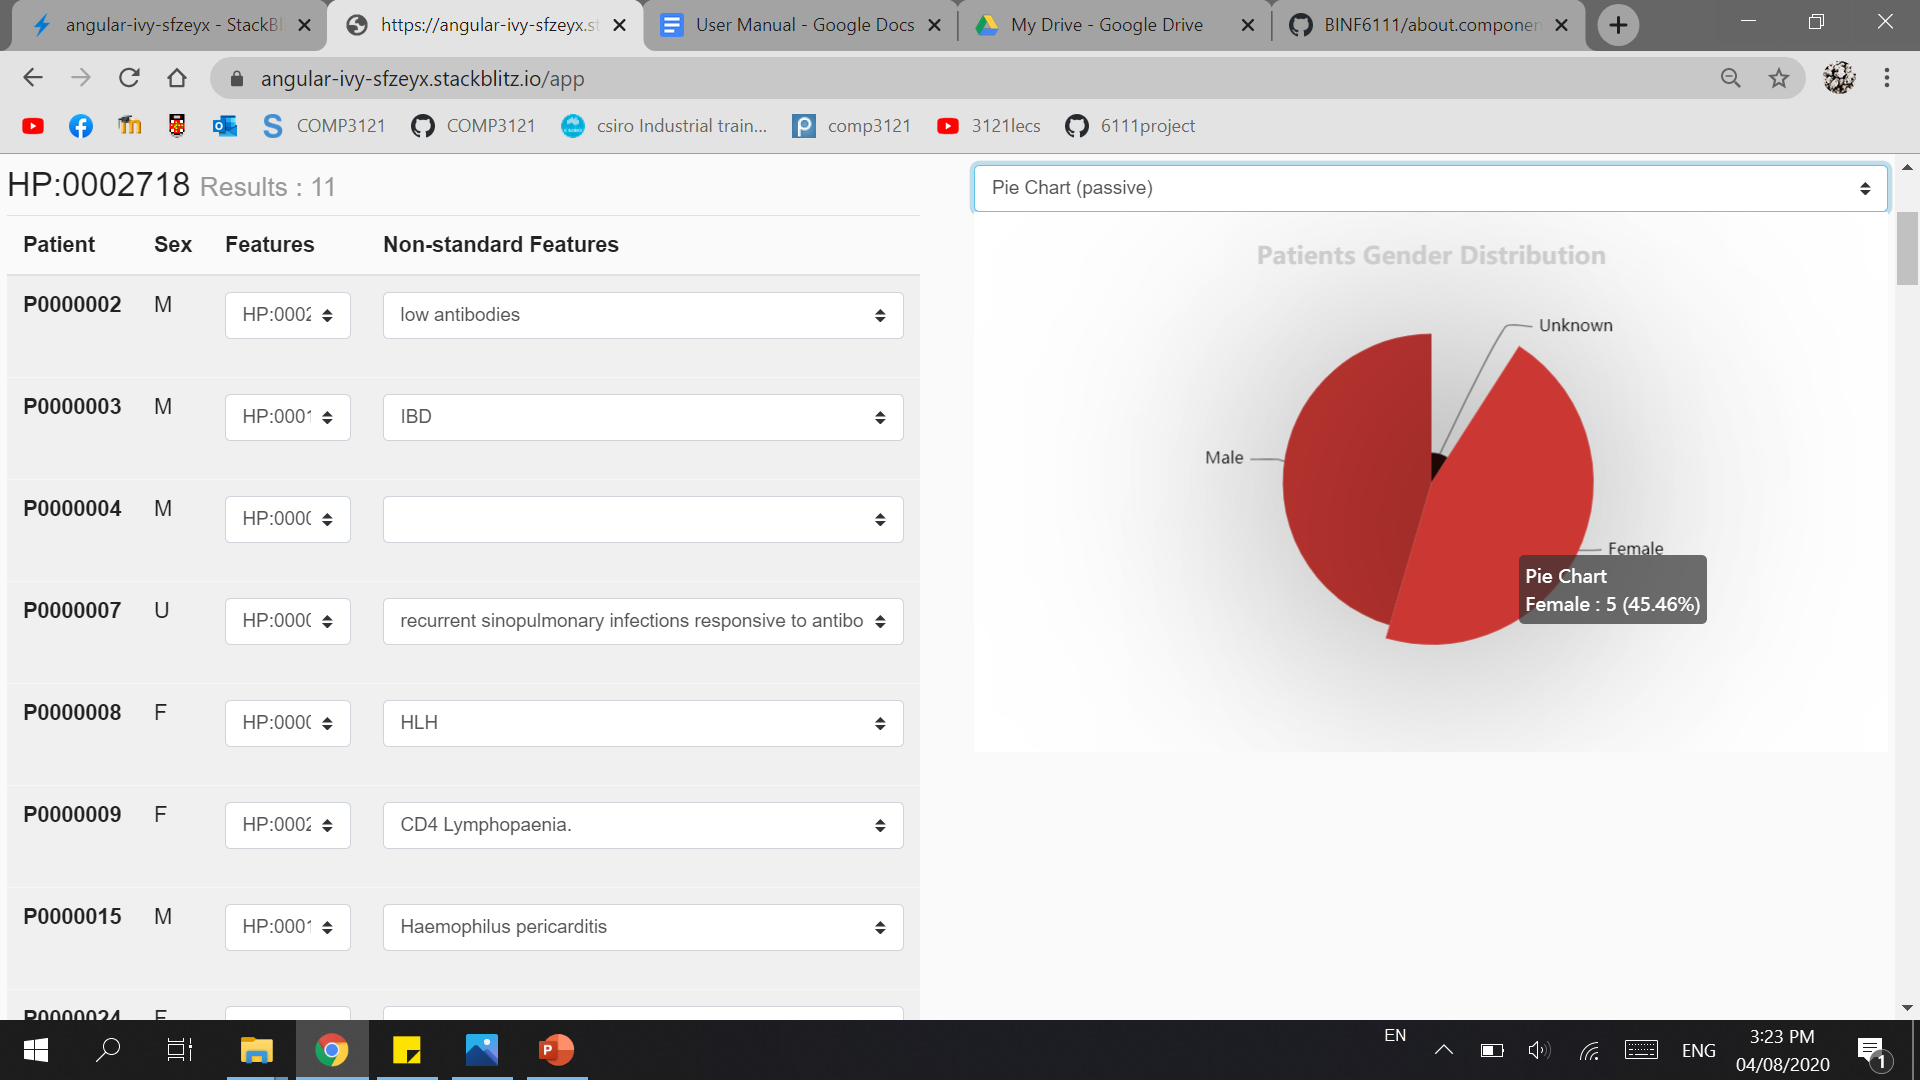 angular-ivy-sfzeyx - StackBl
https://angular-ivy-sfzeyx.st
User Manual - Google Docs
My Drive - Google Drive
BINF6111/about.componen
angular-ivy-sfzeyx.stackblitz.io/app
COMP3121
COMP3121
csiro Industrial train...
comp3121
3121lecs
6111project
HP:0002718 Results : 11
Pie Chart (passive)
Patient Sex Features Non-standard Features
Patients Gender Distribution
P0000002 M HP:0002 low antibodies
Unknown
P0000003 M HP:0001 IBD
Male
P0000004 M HP:0000
Female
Pie Chart
Female : 5 (45.46%)
P0000007 U HP:0000 recurrent sinopulmonary infections responsive to antibo
P0000008 F HP:0000 HLH
P0000009 F HP:0002 CD4 Lymphopaenia.
P0000015 M HP:0001 Haemophilus pericarditis
P0000024 F
EN
ENG
3:23 PM
04/08/2020
1